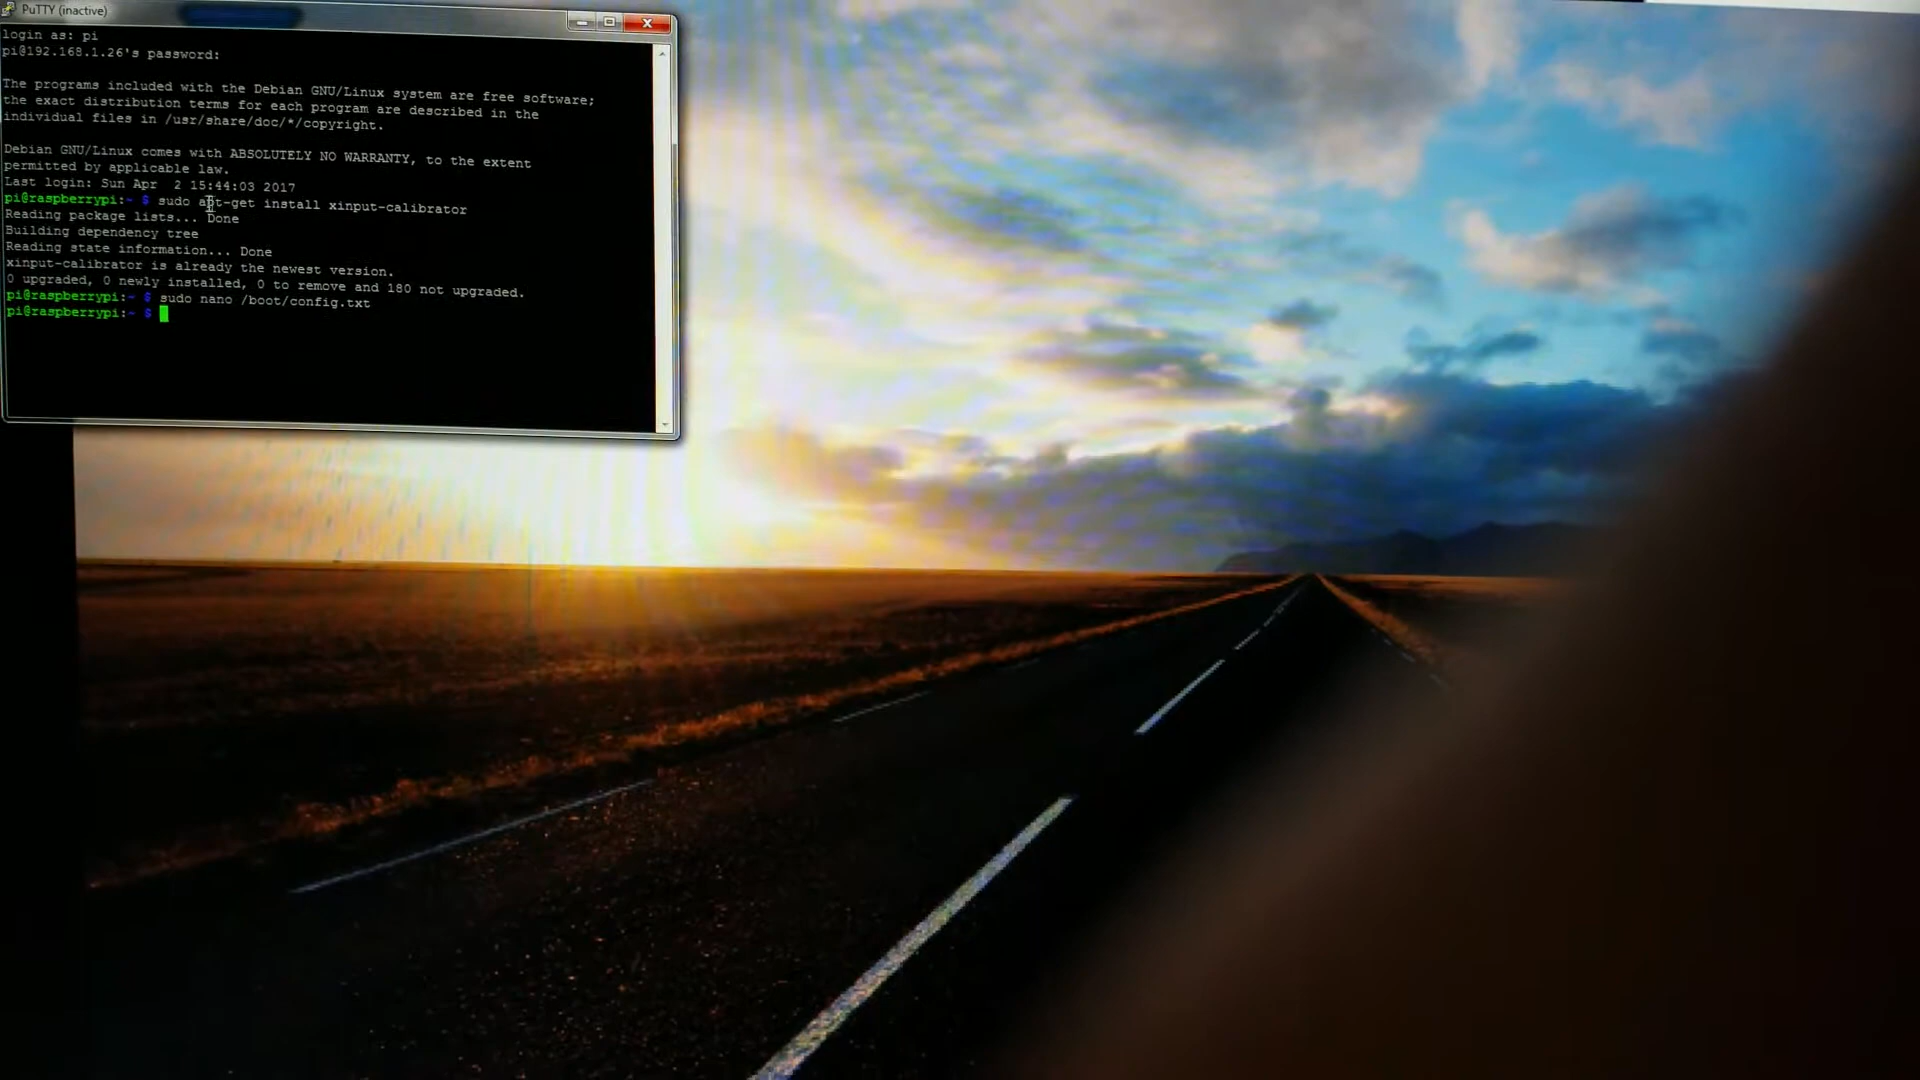 PuTTY (inactive)
login as: pi
pi@192.168.1.26's password:
The programs included with the Debian GNU/Linux system are free software;
the exact distribution terms for each program are described in the
individual files in /usr/share/doc/*/copyright.
Debian GNU/Linux comes with ABSOLUTELY NO WARRANTY, to the extent
permitted by applicable law.
Last login: Sun Apr  2 15:44:03 2017
pi@raspberrypi:~ $ sudo apt-get install xinput-calibrator
Reading package lists... Done
Building dependency tree
Reading state information... Done
xinput-calibrator is already the newest version.
0 upgraded, 0 newly installed, 0 to remove and 180 not upgraded.
pi@raspberrypi:~ $ sudo nano /boot/config.txt
pi@raspberrypi:~ $